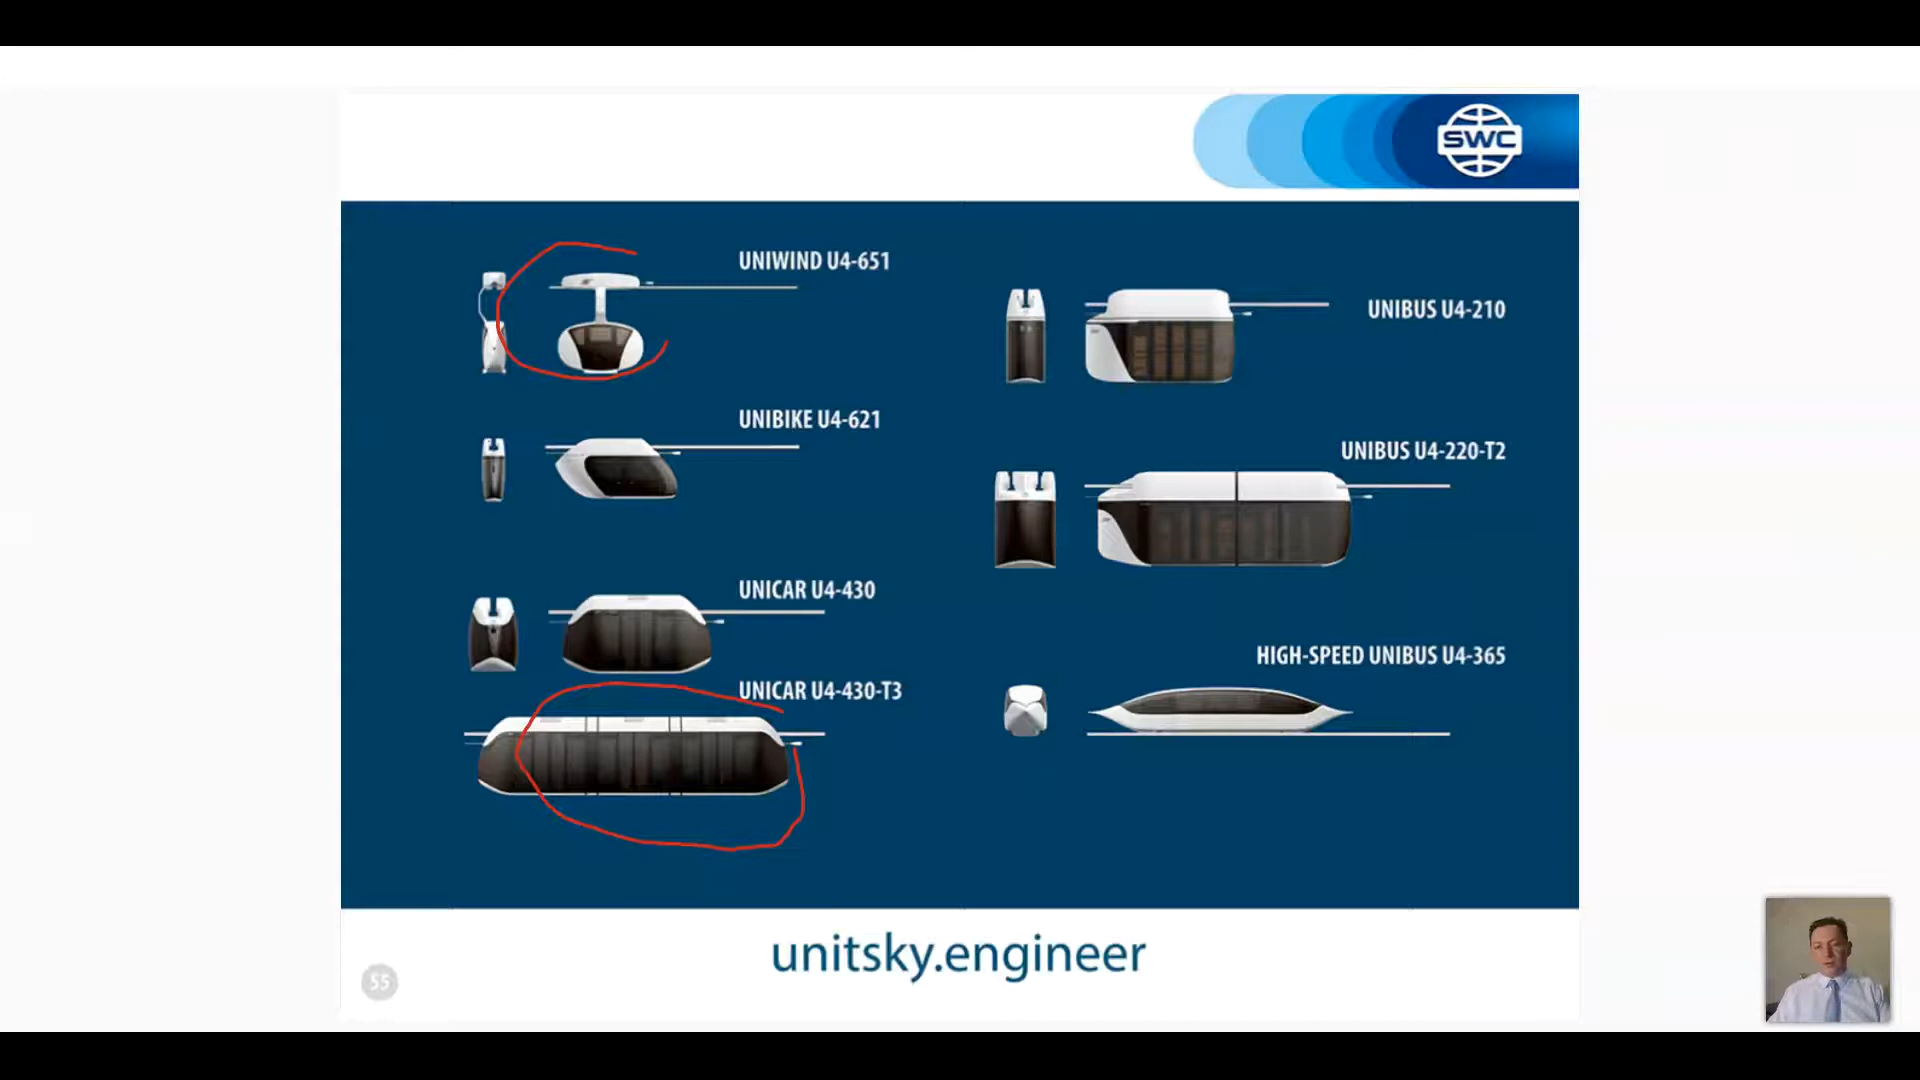 SWC
UNIWIND U4-651
UNIBIKE U4-621
UNICAR U4-430
UNICAR U4-430-T3
UNIBUS U4-210
UNIBUS U4-220-T2
HIGH-SPEED UNIBUS U4-365
unitsky.engineer
55